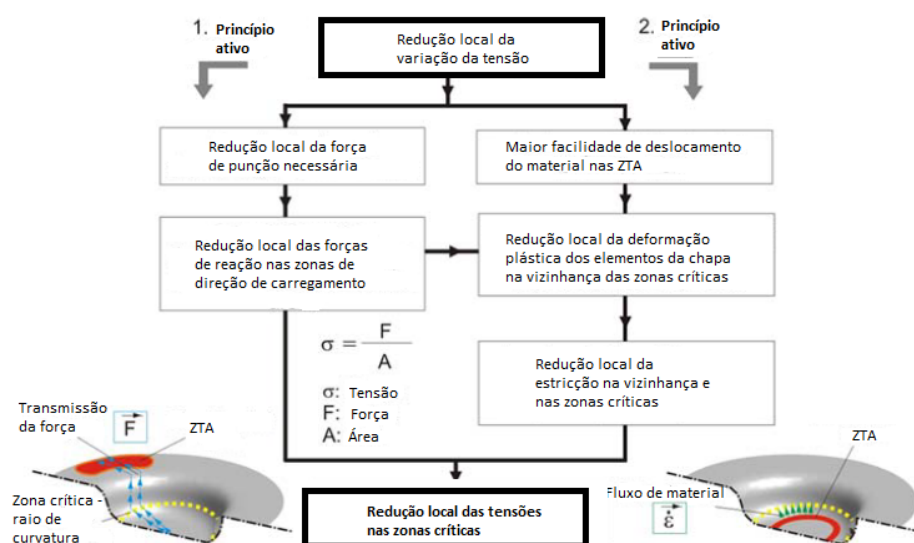 1. Princípio
ativo
Redução local da
variação da tensão
2. Princípio
ativo
Redução local da força
de punção necessária
Maior facilidade de deslocamento
do material nas ZTA
Redução local das forças
de reação nas zonas de
direção de carregamento
Redução local da deformação
plástica dos elementos da chapa
na vizinhança das zonas críticas
σ = F
A
σ: Tensão
F: Força
A: Área
Redução local da
estricção na vizinhança e
nas zonas críticas
Transmissão
da força
F
ZTA
Zona crítica -
raio de
curvatura
Redução local das tensões
nas zonas críticas
ZTA
Fluxo de material
ε̇